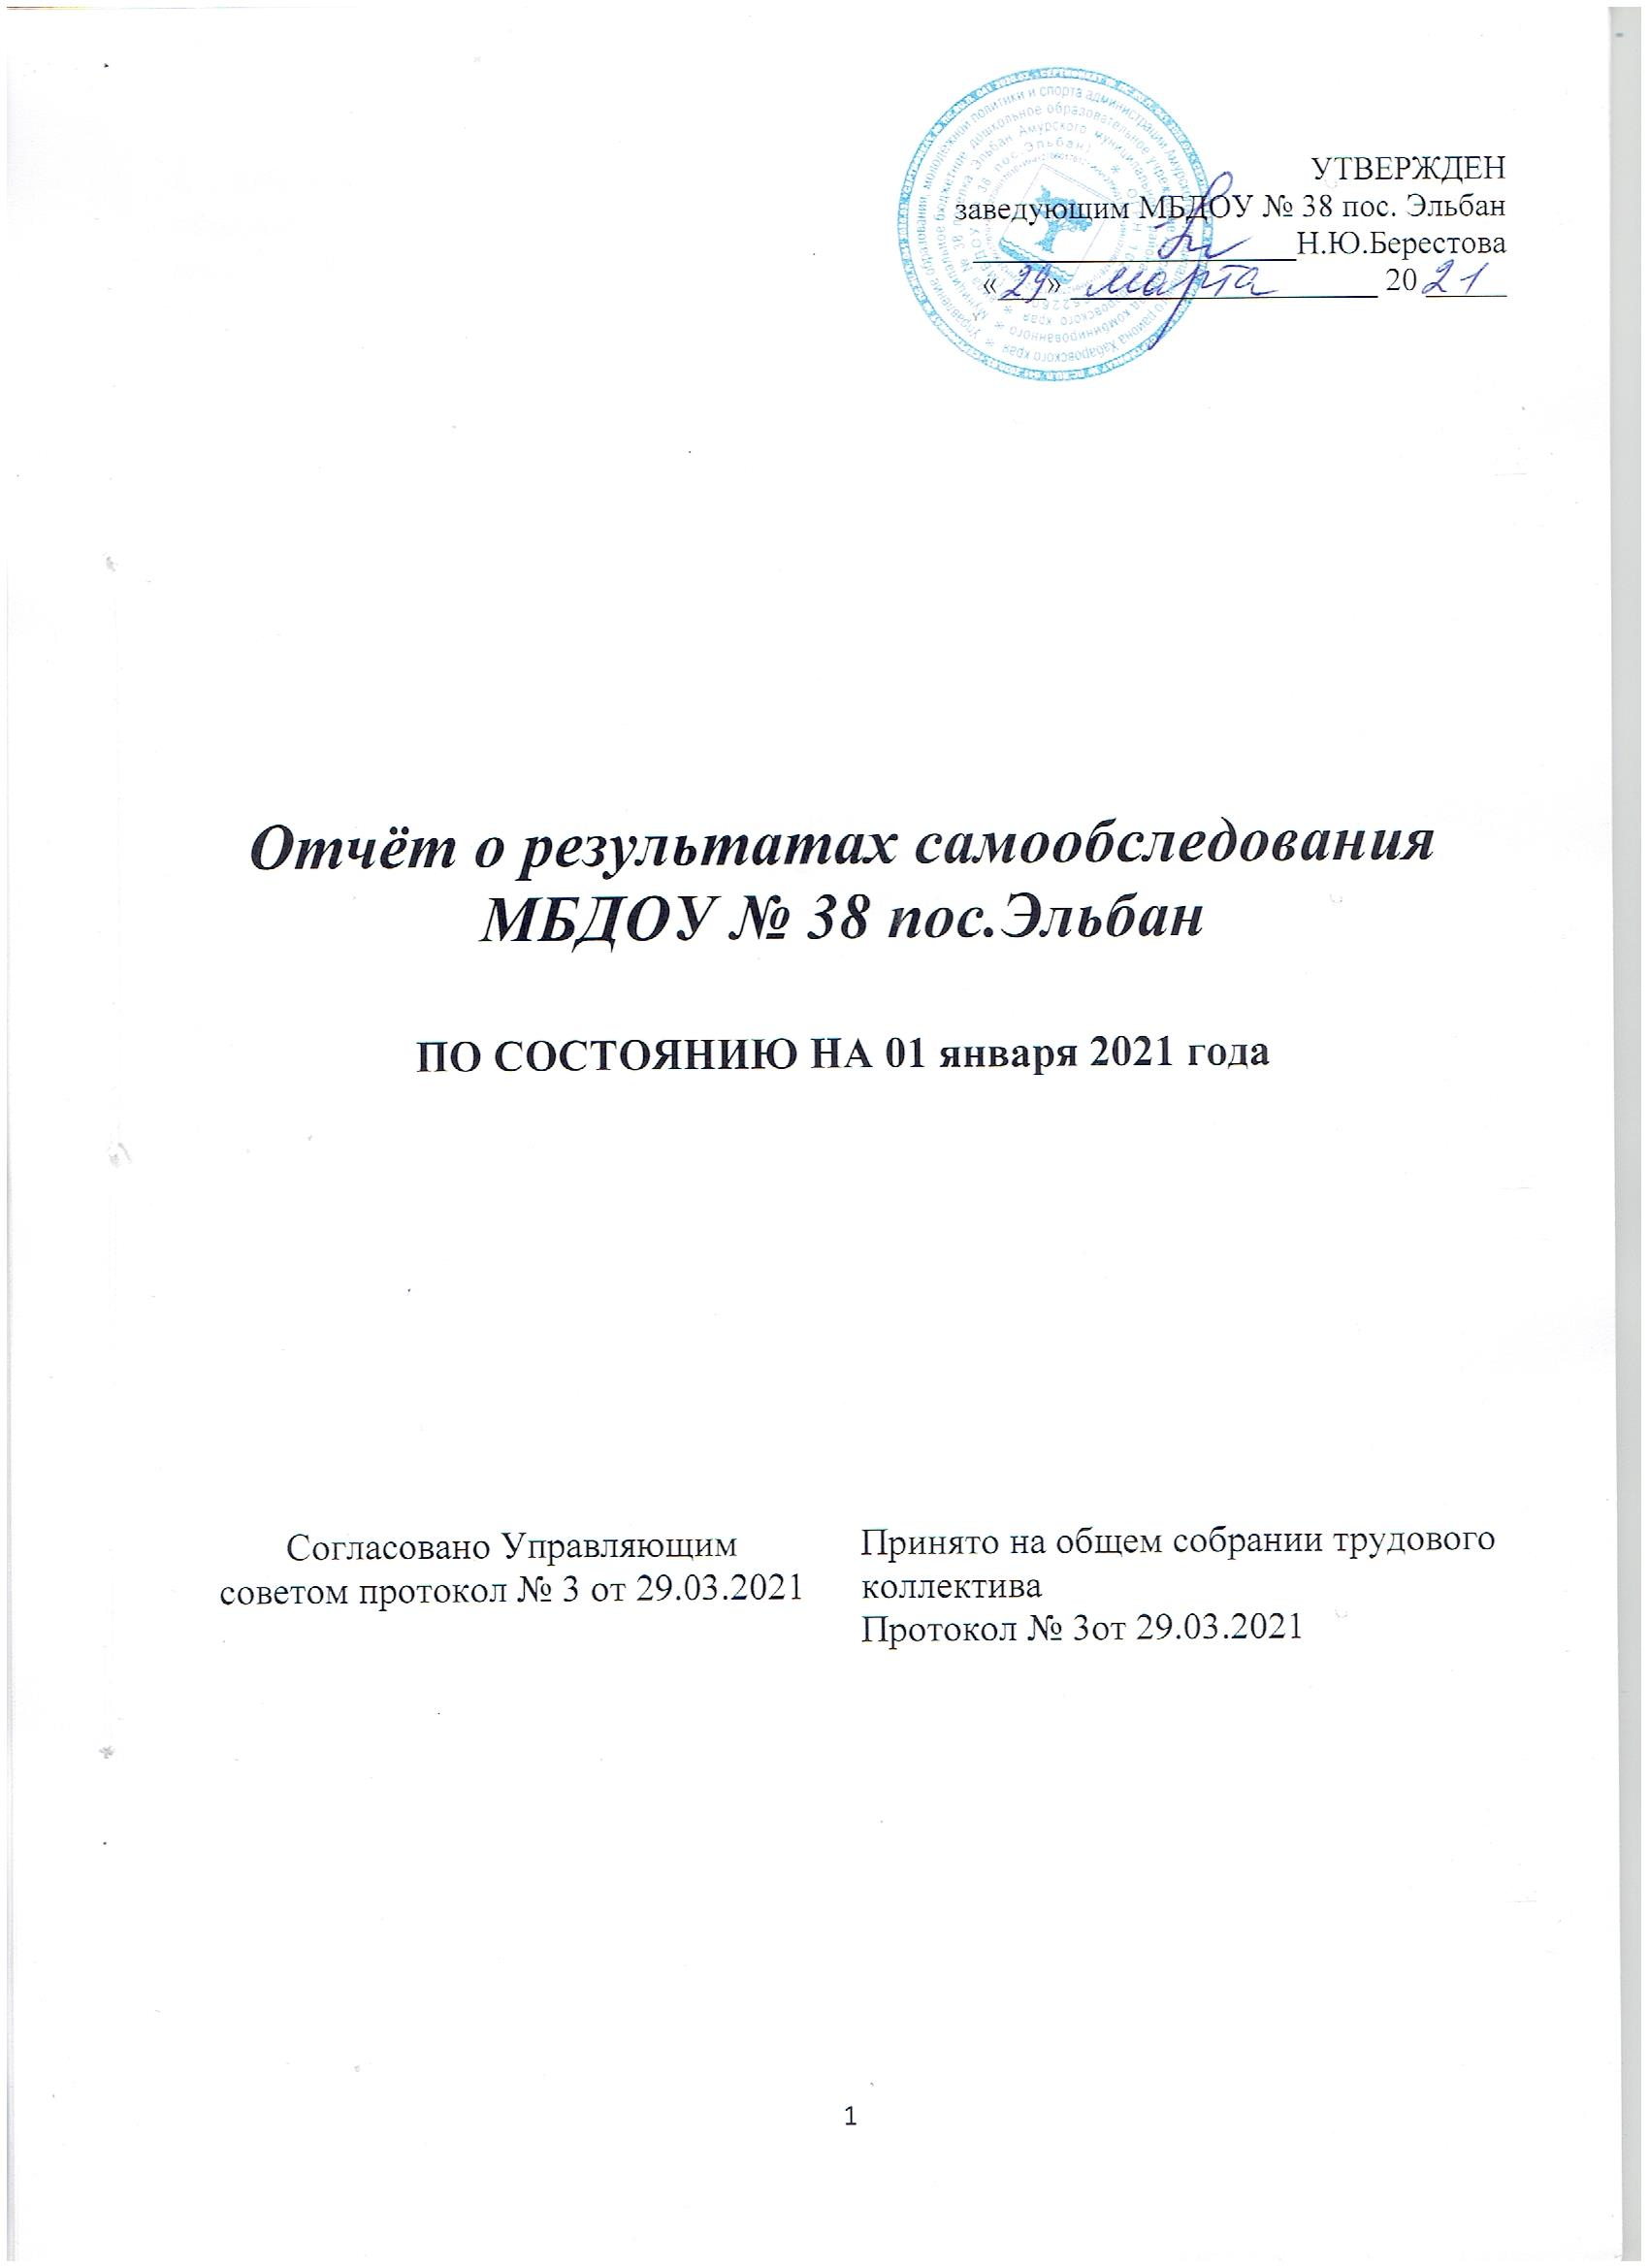 УТВЕРЖДЕН
заведующим МБДОУ № 38 пос. Эльбан
Н.Ю.Берестова
«29» марта 2021
Отчёт о результатах самообследования
МБДОУ № 38 пос.Эльбан
ПО СОСТОЯНИЮ НА 01 января 2021 года
Согласовано Управляющим
советом протокол № 3 от 29.03.2021
Принято на общем собрании трудового
коллектива
Протокол № 3от 29.03.2021
1